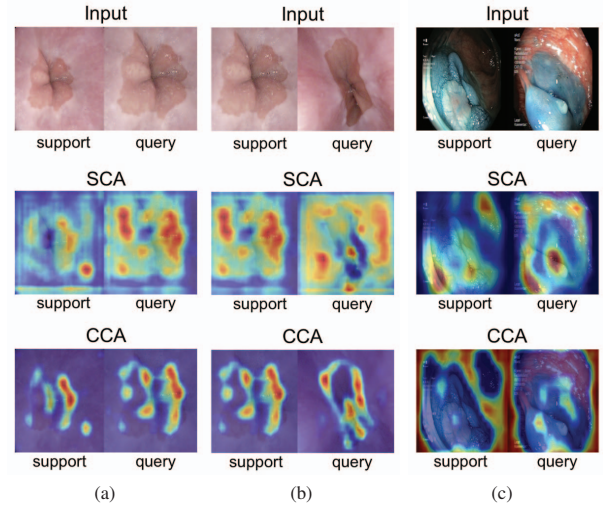 Input Input Input
support query support query support query
SCA SCA SCA
support query support query support query
CCA CCA CCA
support query support query support query
(a) (b) (c)